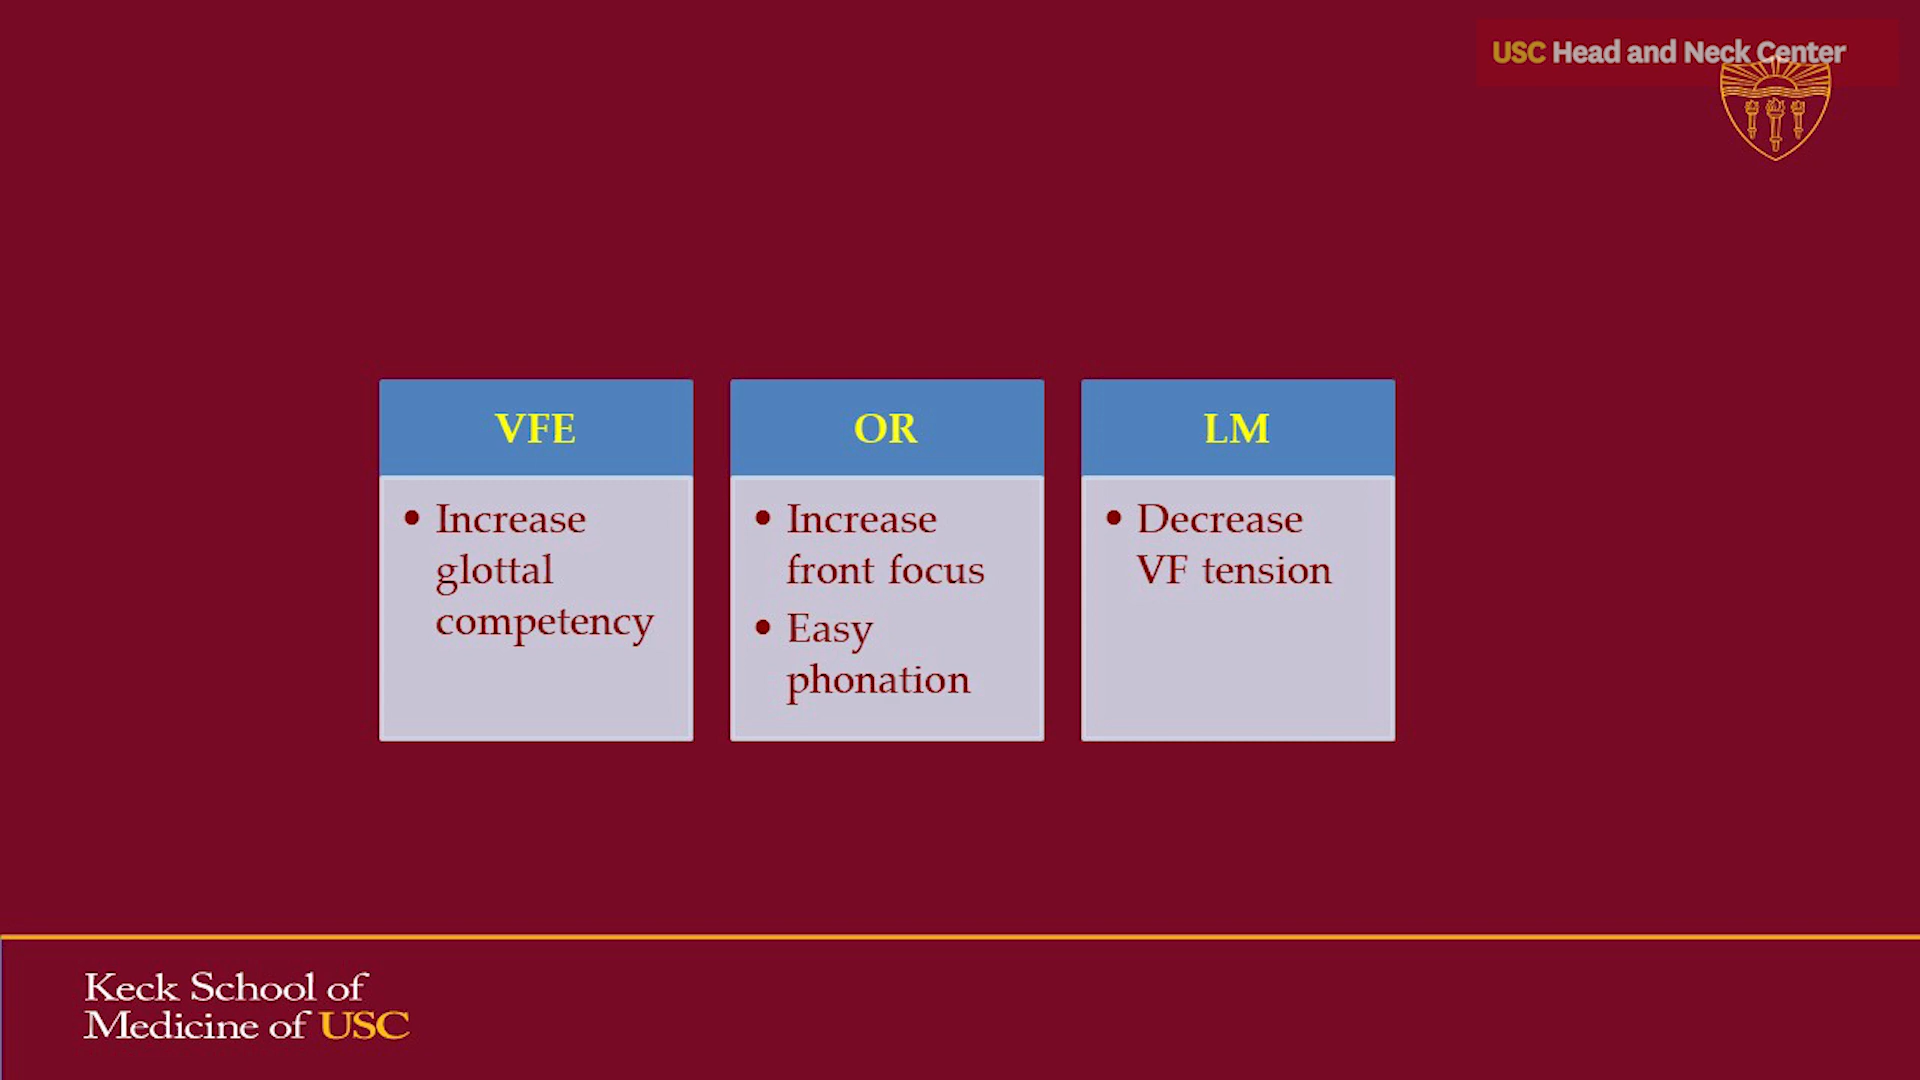 USC Head and Neck Center
VFE
• Increase
glottal
competency
OR
• Increase
front focus
• Easy
phonation
LM
• Decrease
VF tension
Keck School of
Medicine of USC